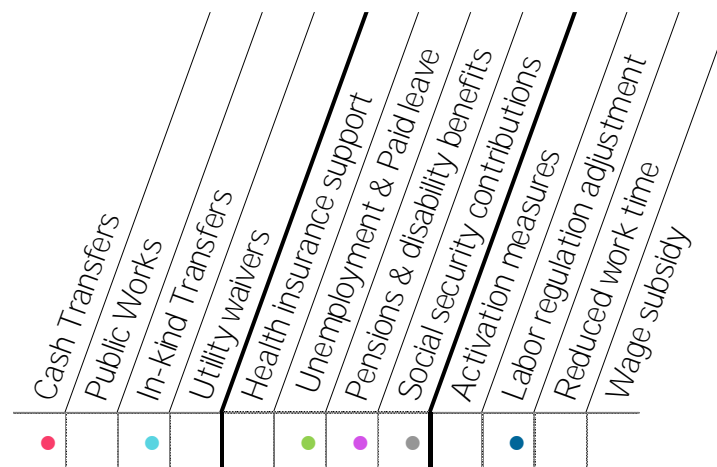 Cash Transfers
Public Works
In-Kind Transfers
Utility waivers
Health insurance support
Unemployment & Paid leave
Pensions & disability benefits
Social security contributions
Activation measures
Labor regulation adjustment
Reduced work time
Wage subsidy